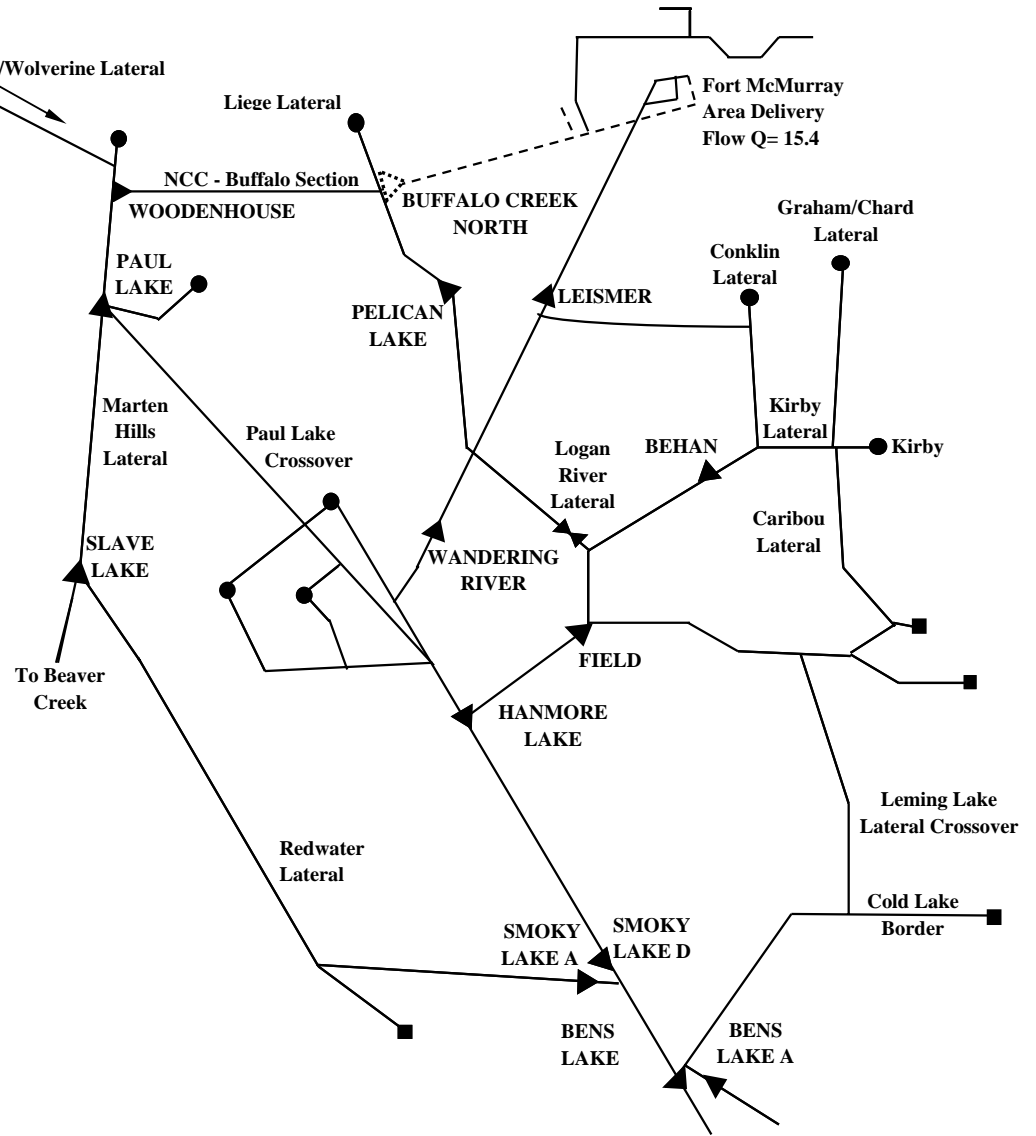 /Wolverine Lateral
Liege Lateral
Fort McMurray
Area Delivery
Flow Q= 15.4
NCC - Buffalo Section
WOODENHOUSE
BUFFALO CREEK
NORTH
Graham/Chard
Lateral
Conklin
Lateral
PAUL
LAKE
PELICAN
LAKE
LEISMER
Marten
Hills
Lateral
Paul Lake
Crossover
Logan
River
Lateral
BEHAN
Kirby
Lateral
Kirby
Caribou
Lateral
SLAVE
LAKE
WANDERING
RIVER
To Beaver
Creek
FIELD
HANMORE
LAKE
Leming Lake
Lateral Crossover
Redwater
Lateral
Cold Lake
Border
SMOKY
LAKE A
SMOKY
LAKE D
BENS
LAKE
BENS
LAKE A